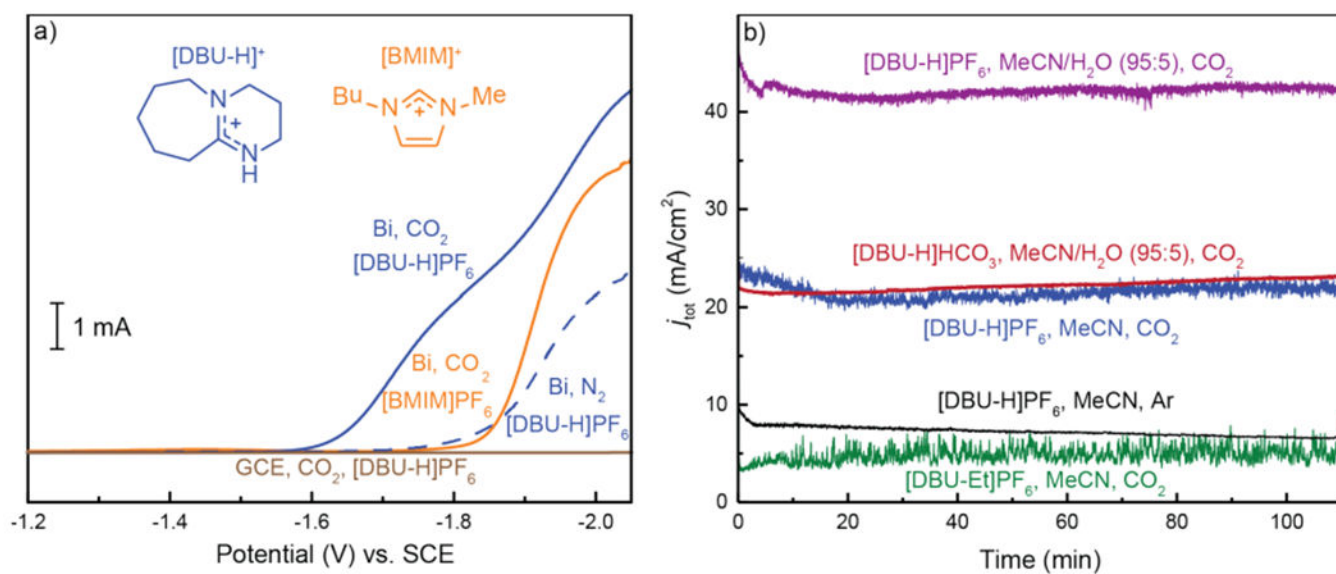 a)
[DBU-H]⁺
[BMIM]⁺
N
+
N
H
Bu
N
+
N
Me
Bi, CO₂
[DBU-H]PF₆
1 mA
Bi, CO₂
[BMIM]PF₆
Bi, N₂
[DBU-H]PF₆
GCE, CO₂, [DBU-H]PF₆
-1.2
-1.4
-1.6
-1.8
-2.0
Potential (V) vs. SCE
b)
[DBU-H]PF₆, MeCN/H₂O (95:5), CO₂
[DBU-H]HCO₃, MeCN/H₂O (95:5), CO₂
[DBU-H]PF₆, MeCN, CO₂
[DBU-H]PF₆, MeCN, Ar
[DBU-Et]PF₆, MeCN, CO₂
jtot (mA/cm²)
40
30
20
10
0
0
20
40
60
80
100
Time (min)